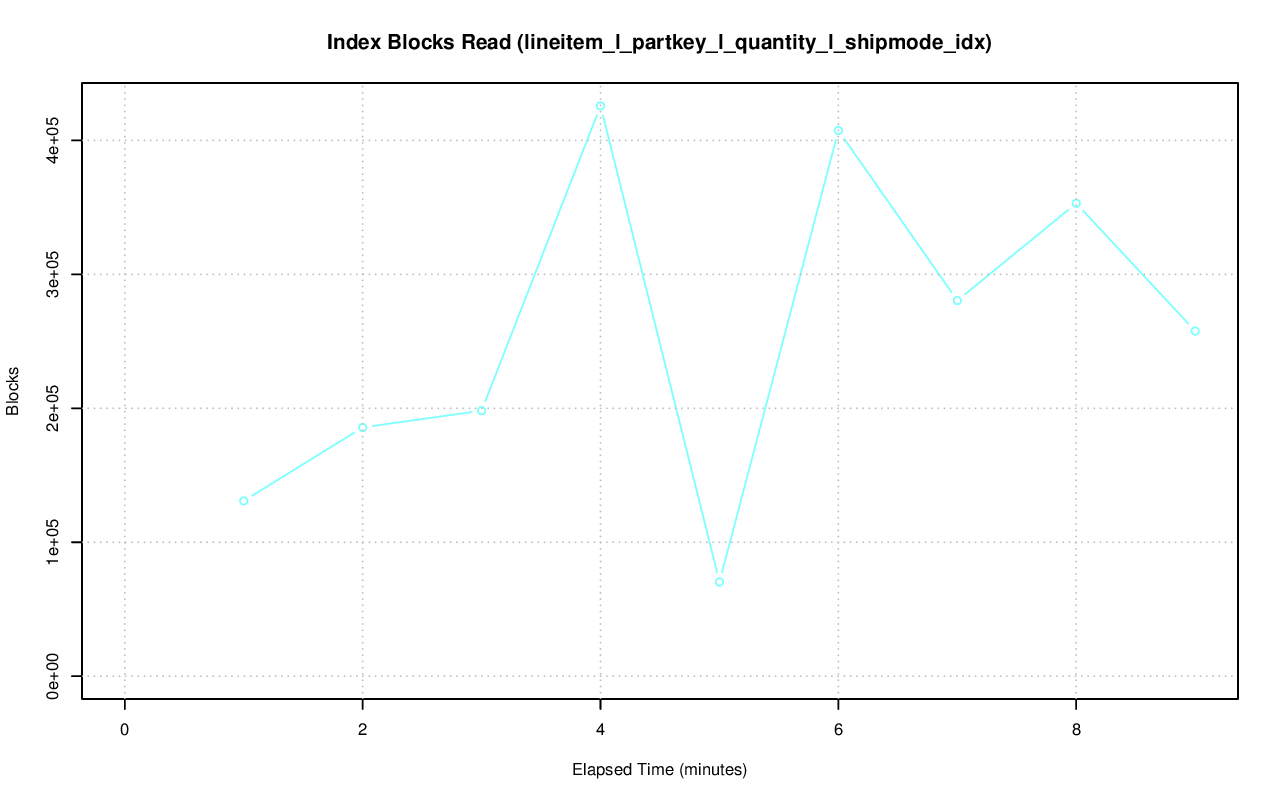 Index Blocks Read (lineitem_l_partkey_l_quantity_l_shipmode_idx)
Blocks
4e+05
3e+05
2e+05
1e+05
0e+00
0 2 4 6 8
Elapsed Time (minutes)